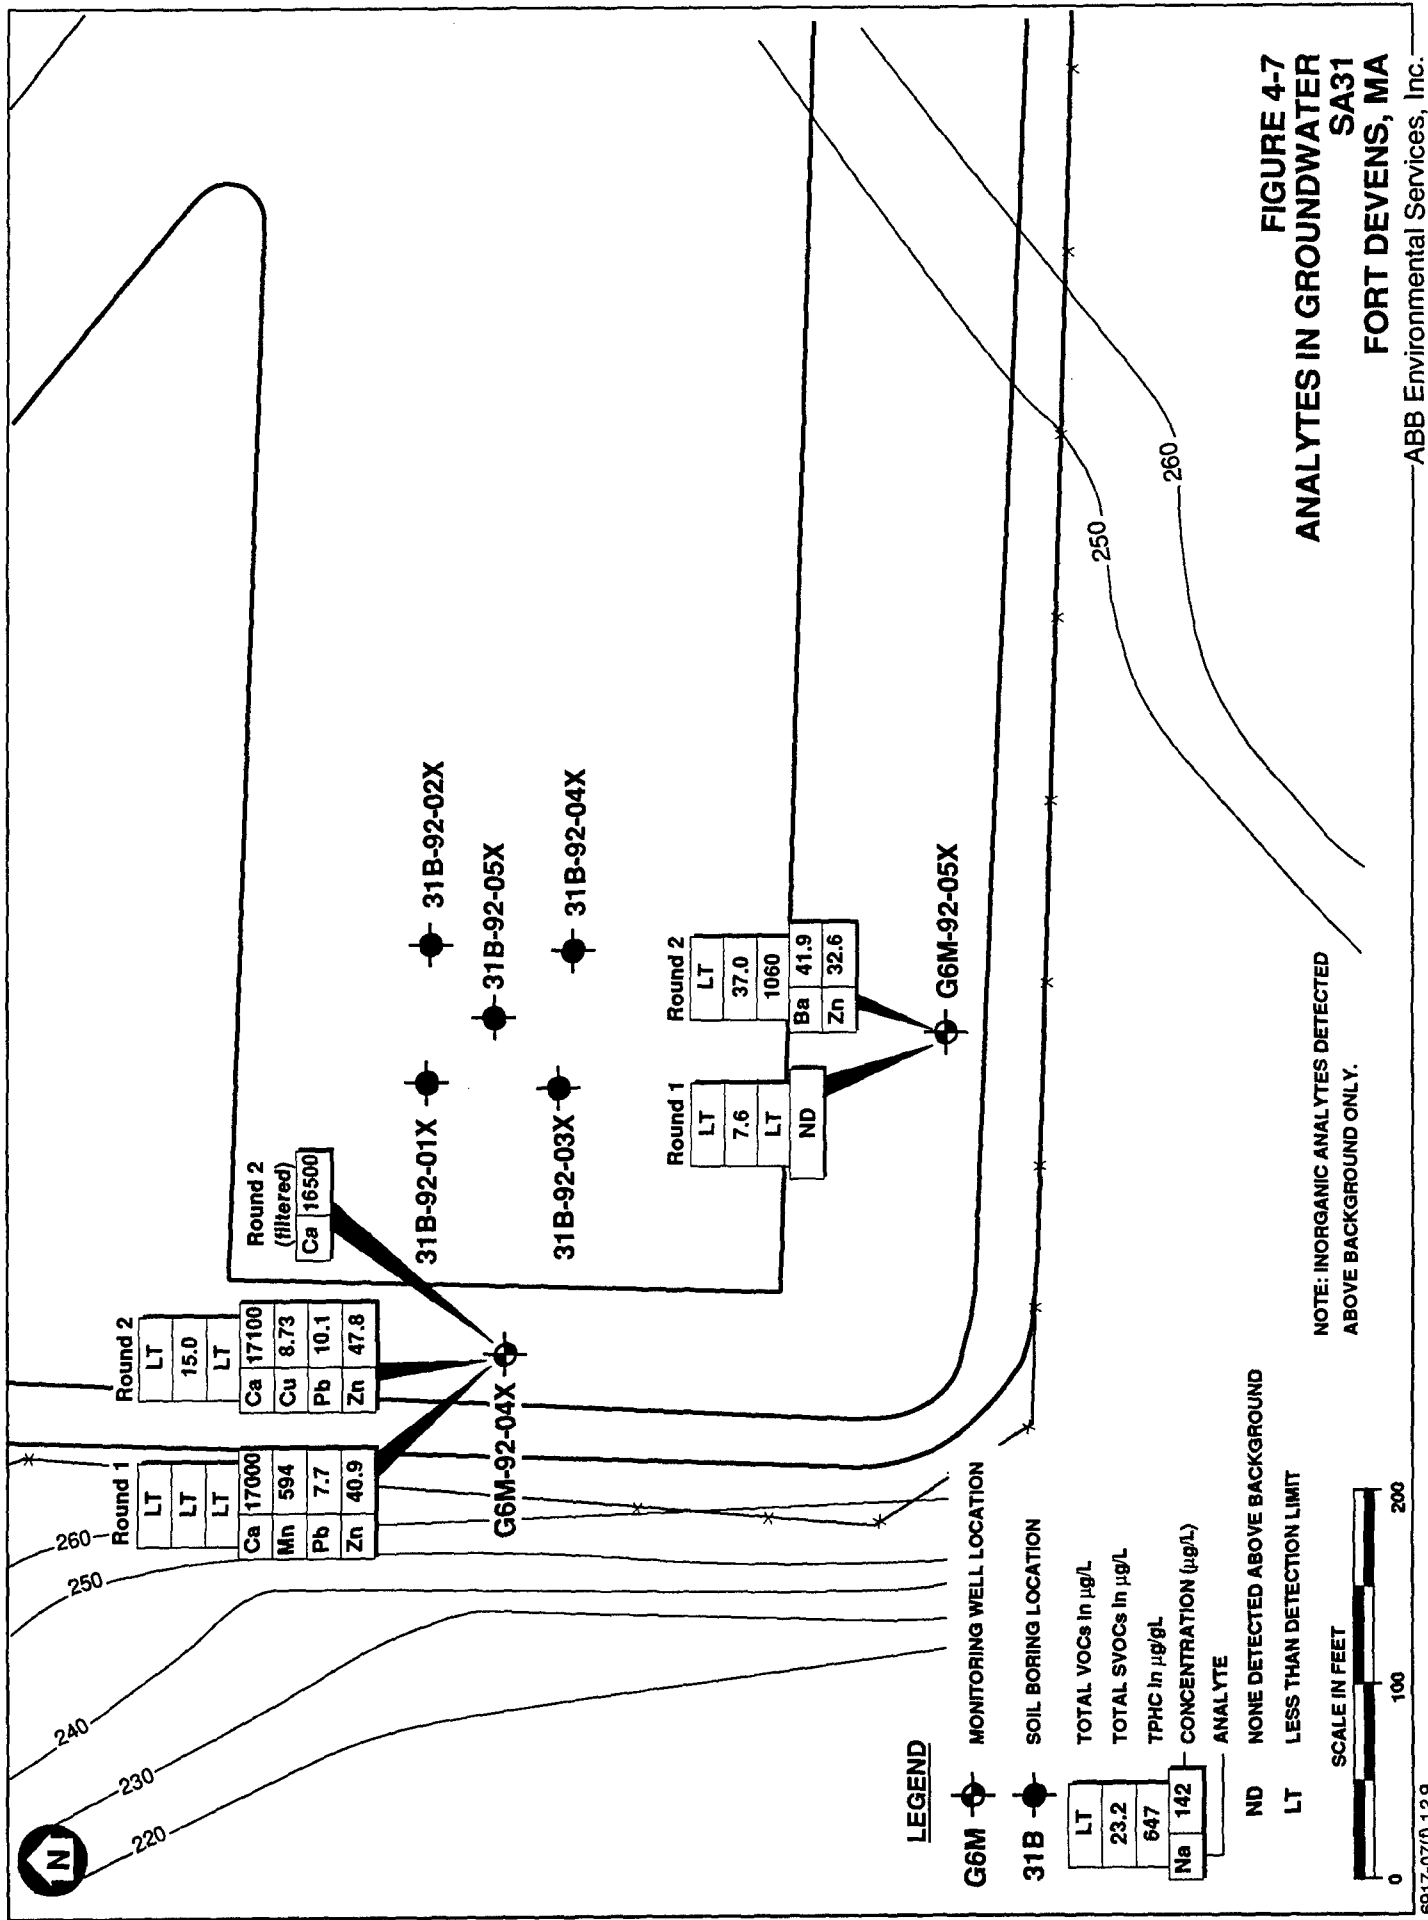 N
260
250
240
230
220
Round 1
LT
LT
LT
Ca 17000
Mn 594
Pb 7.7
Zn 40.9
Round 2
LT
15.0
LT
Ca 17100
Cu 8.73
Pb 10.1
Zn 47.8
Round 2
(filtered)
Ca 16500
G6M-92-04X
31B-92-01X
31B-92-02X
31B-92-05X
31B-92-03X
31B-92-04X
Round 1
LT
7.6
LT
ND
Round 2
LT
37.0
1060
Ba 41.9
Zn 32.6
G6M-92-05X
250
260
LEGEND
G6M MONITORING WELL LOCATION
31B SOIL BORING LOCATION
LT TOTAL VOCs in µg/L
23.2 TOTAL SVOCs in µg/L
647 TPHC in µg/gL
Na 142 CONCENTRATION (µg/L)
ANALYTE
ND NONE DETECTED ABOVE BACKGROUND
LT LESS THAN DETECTION LIMIT
SCALE IN FEET
0 100 200
NOTE: INORGANIC ANALYTES DETECTED
ABOVE BACKGROUND ONLY.
FIGURE 4-7
ANALYTES IN GROUNDWATER
SA31
FORT DEVENS, MA
ABB Environmental Services, Inc.